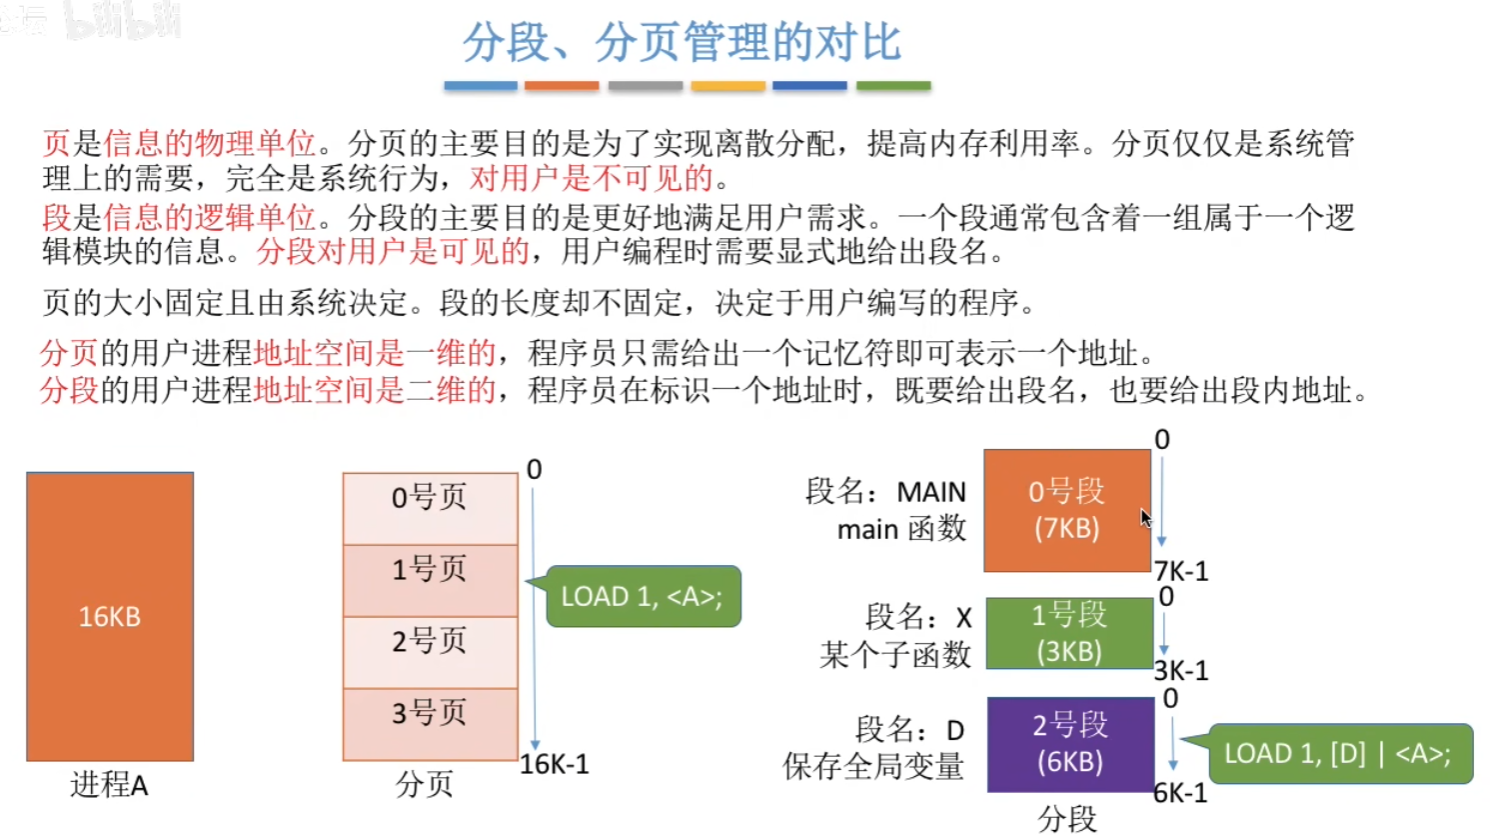 bilibili
分段、分页管理的对比
页是信息的物理单位。分页的主要目的是为了实现离散分配，提高内存利用率。分页仅仅是系统管
理上的需要，完全是系统行为，对用户是不可见的。
段是信息的逻辑单位。分段的主要目的是更好地满足用户需求。一个段通常包含着一组属于一个逻
辑模块的信息。分段对用户是可见的，用户编程时需要显式地给出段名。
页的大小固定且由系统决定。段的长度却不固定，决定于用户编写的程序。
分页的用户进程地址空间是一维的，程序员只需给出一个记忆符即可表示一个地址。
分段的用户进程地址空间是二维的，程序员在标识一个地址时，既要给出段名，也要给出段内地址。
16KB
进程A
0
0号页
1号页
2号页
3号页
16K-1
分页
LOAD 1, <A>;
段名：MAIN
main 函数
0号段
(7KB)
0
7K-1
段名：X
某个子函数
1号段
(3KB)
0
3K-1
段名：D
保存全局变量
2号段
(6KB)
0
6K-1
LOAD 1, [D] | <A>;
分段